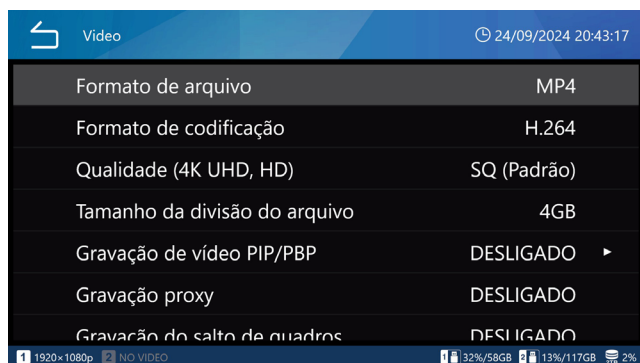 Video 24/09/2024 20:43:17
Formato de arquivo MP4
Formato de codificação H.264
Qualidade (4K UHD, HD) SQ (Padrão)
Tamanho da divisão do arquivo 4GB
Gravação de vídeo PIP/PBP DESLIGADO
Gravação proxy DESLIGADO
Gravação do salto de quadros DESLIGADO
1 1920×1080p 2 NO VIDEO 1 32%/58GB 2 13%/117GB 2%